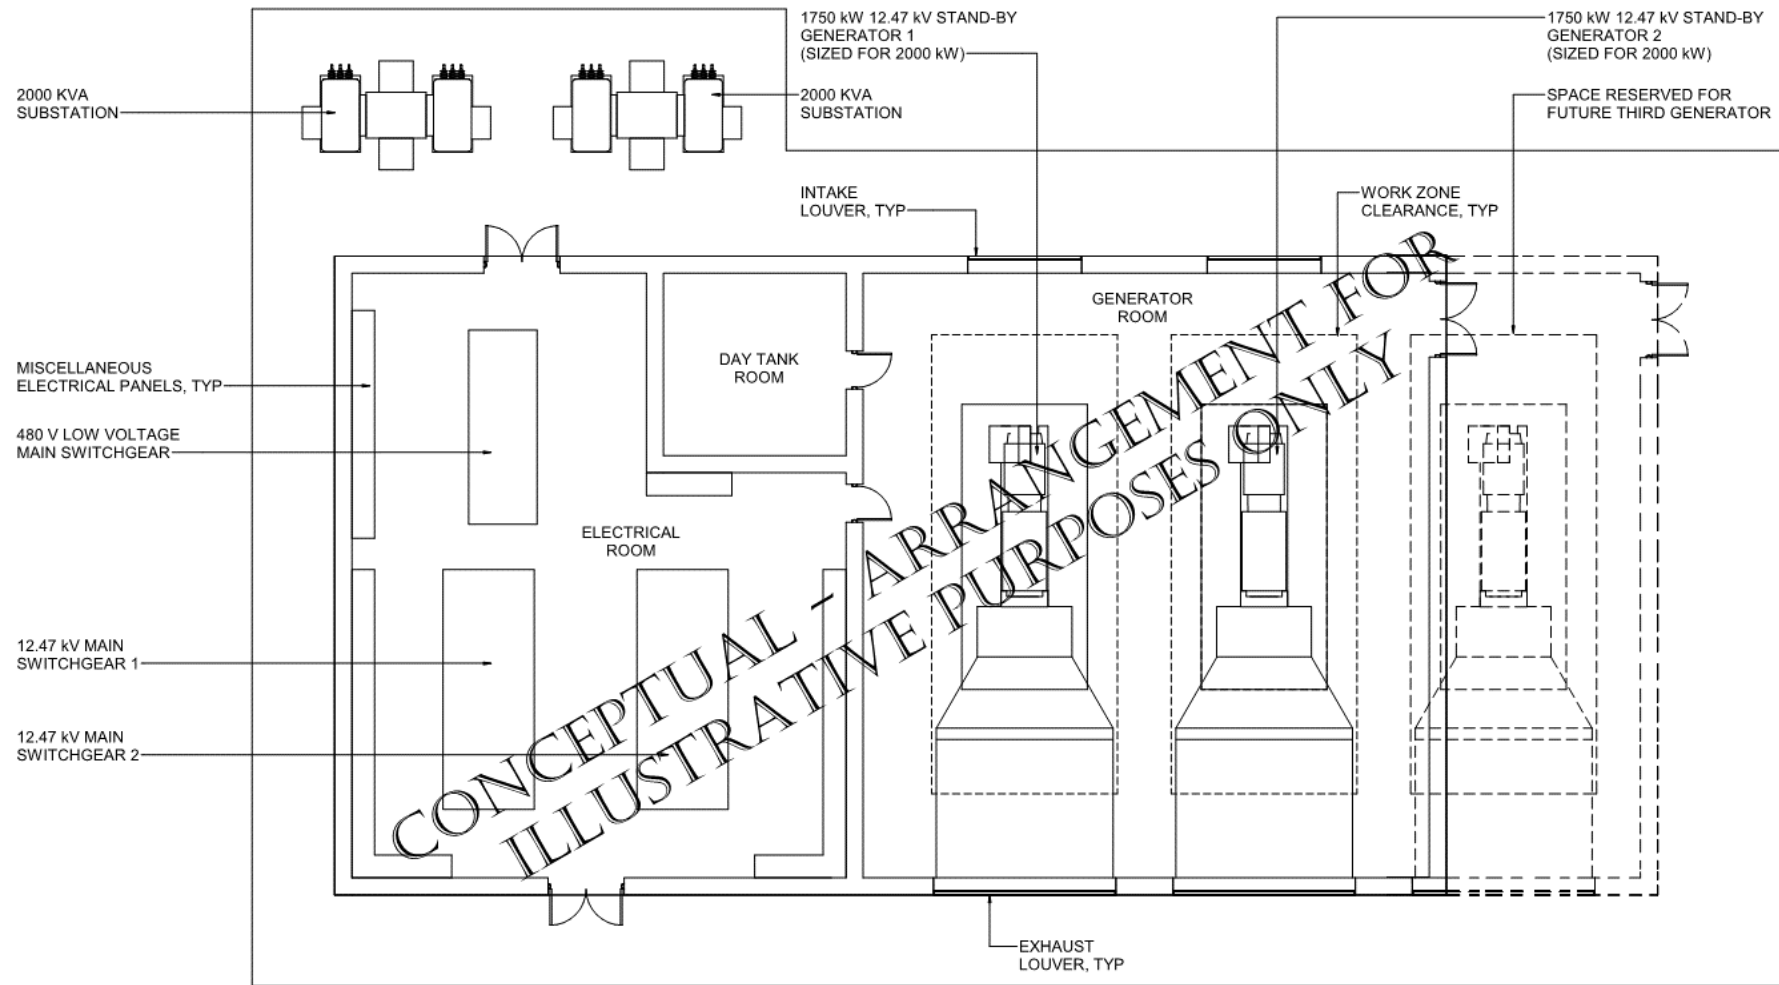 1750 kW 12.47 kV STAND-BY
GENERATOR 1
(SIZED FOR 2000 kW)
1750 kW 12.47 kV STAND-BY
GENERATOR 2
(SIZED FOR 2000 kW)
2000 KVA
SUBSTATION
2000 KVA
SUBSTATION
SPACE RESERVED FOR
FUTURE THIRD GENERATOR
INTAKE
LOUVER, TYP
WORK ZONE
CLEARANCE, TYP
GENERATOR
ROOM
MISCELLANEOUS
ELECTRICAL PANELS, TYP
DAY TANK
ROOM
480 V LOW VOLTAGE
MAIN SWITCHGEAR
ELECTRICAL
ROOM
12.47 kV MAIN
SWITCHGEAR 1
12.47 kV MAIN
SWITCHGEAR 2
CONCEPTUAL - ARRANGEMENT FOR
ILLUSTRATIVE PURPOSES ONLY
EXHAUST
LOUVER, TYP